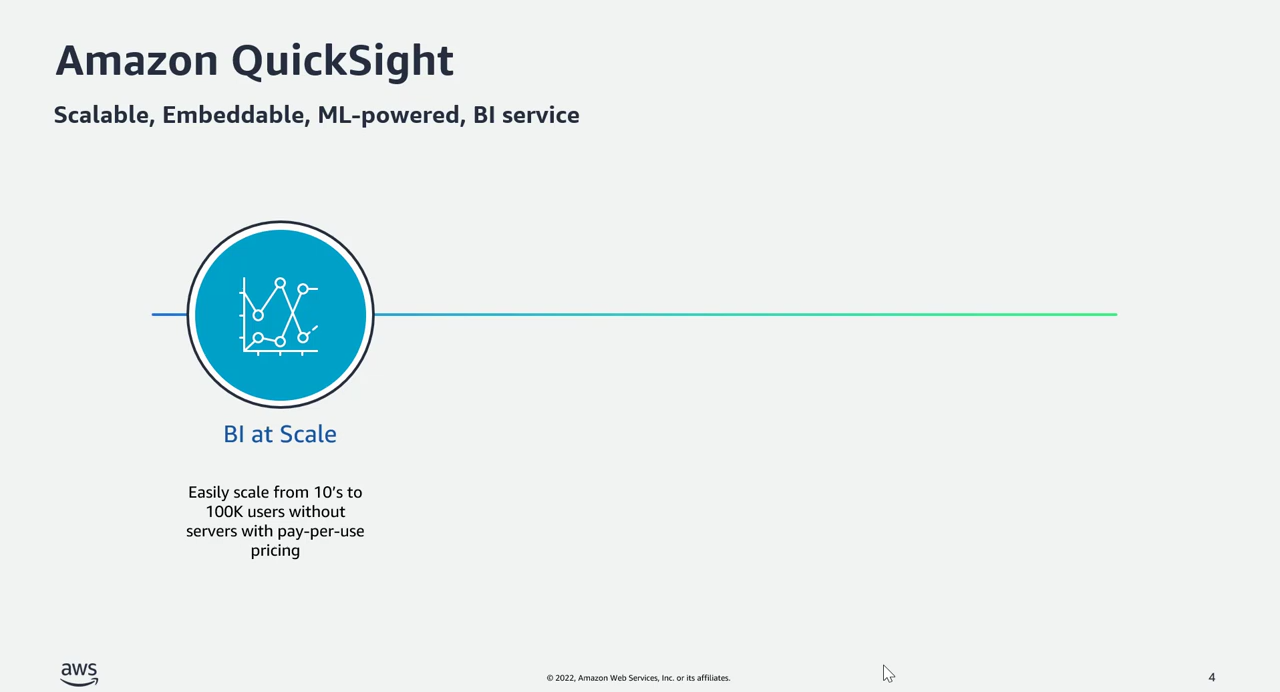 Amazon QuickSight
Scalable, Embeddable, ML-powered, BI service
BI at Scale
Easily scale from 10’s to
100K users without
servers with pay-per-use
pricing
aws
© 2022, Amazon Web Services, Inc. or its affiliates.
4